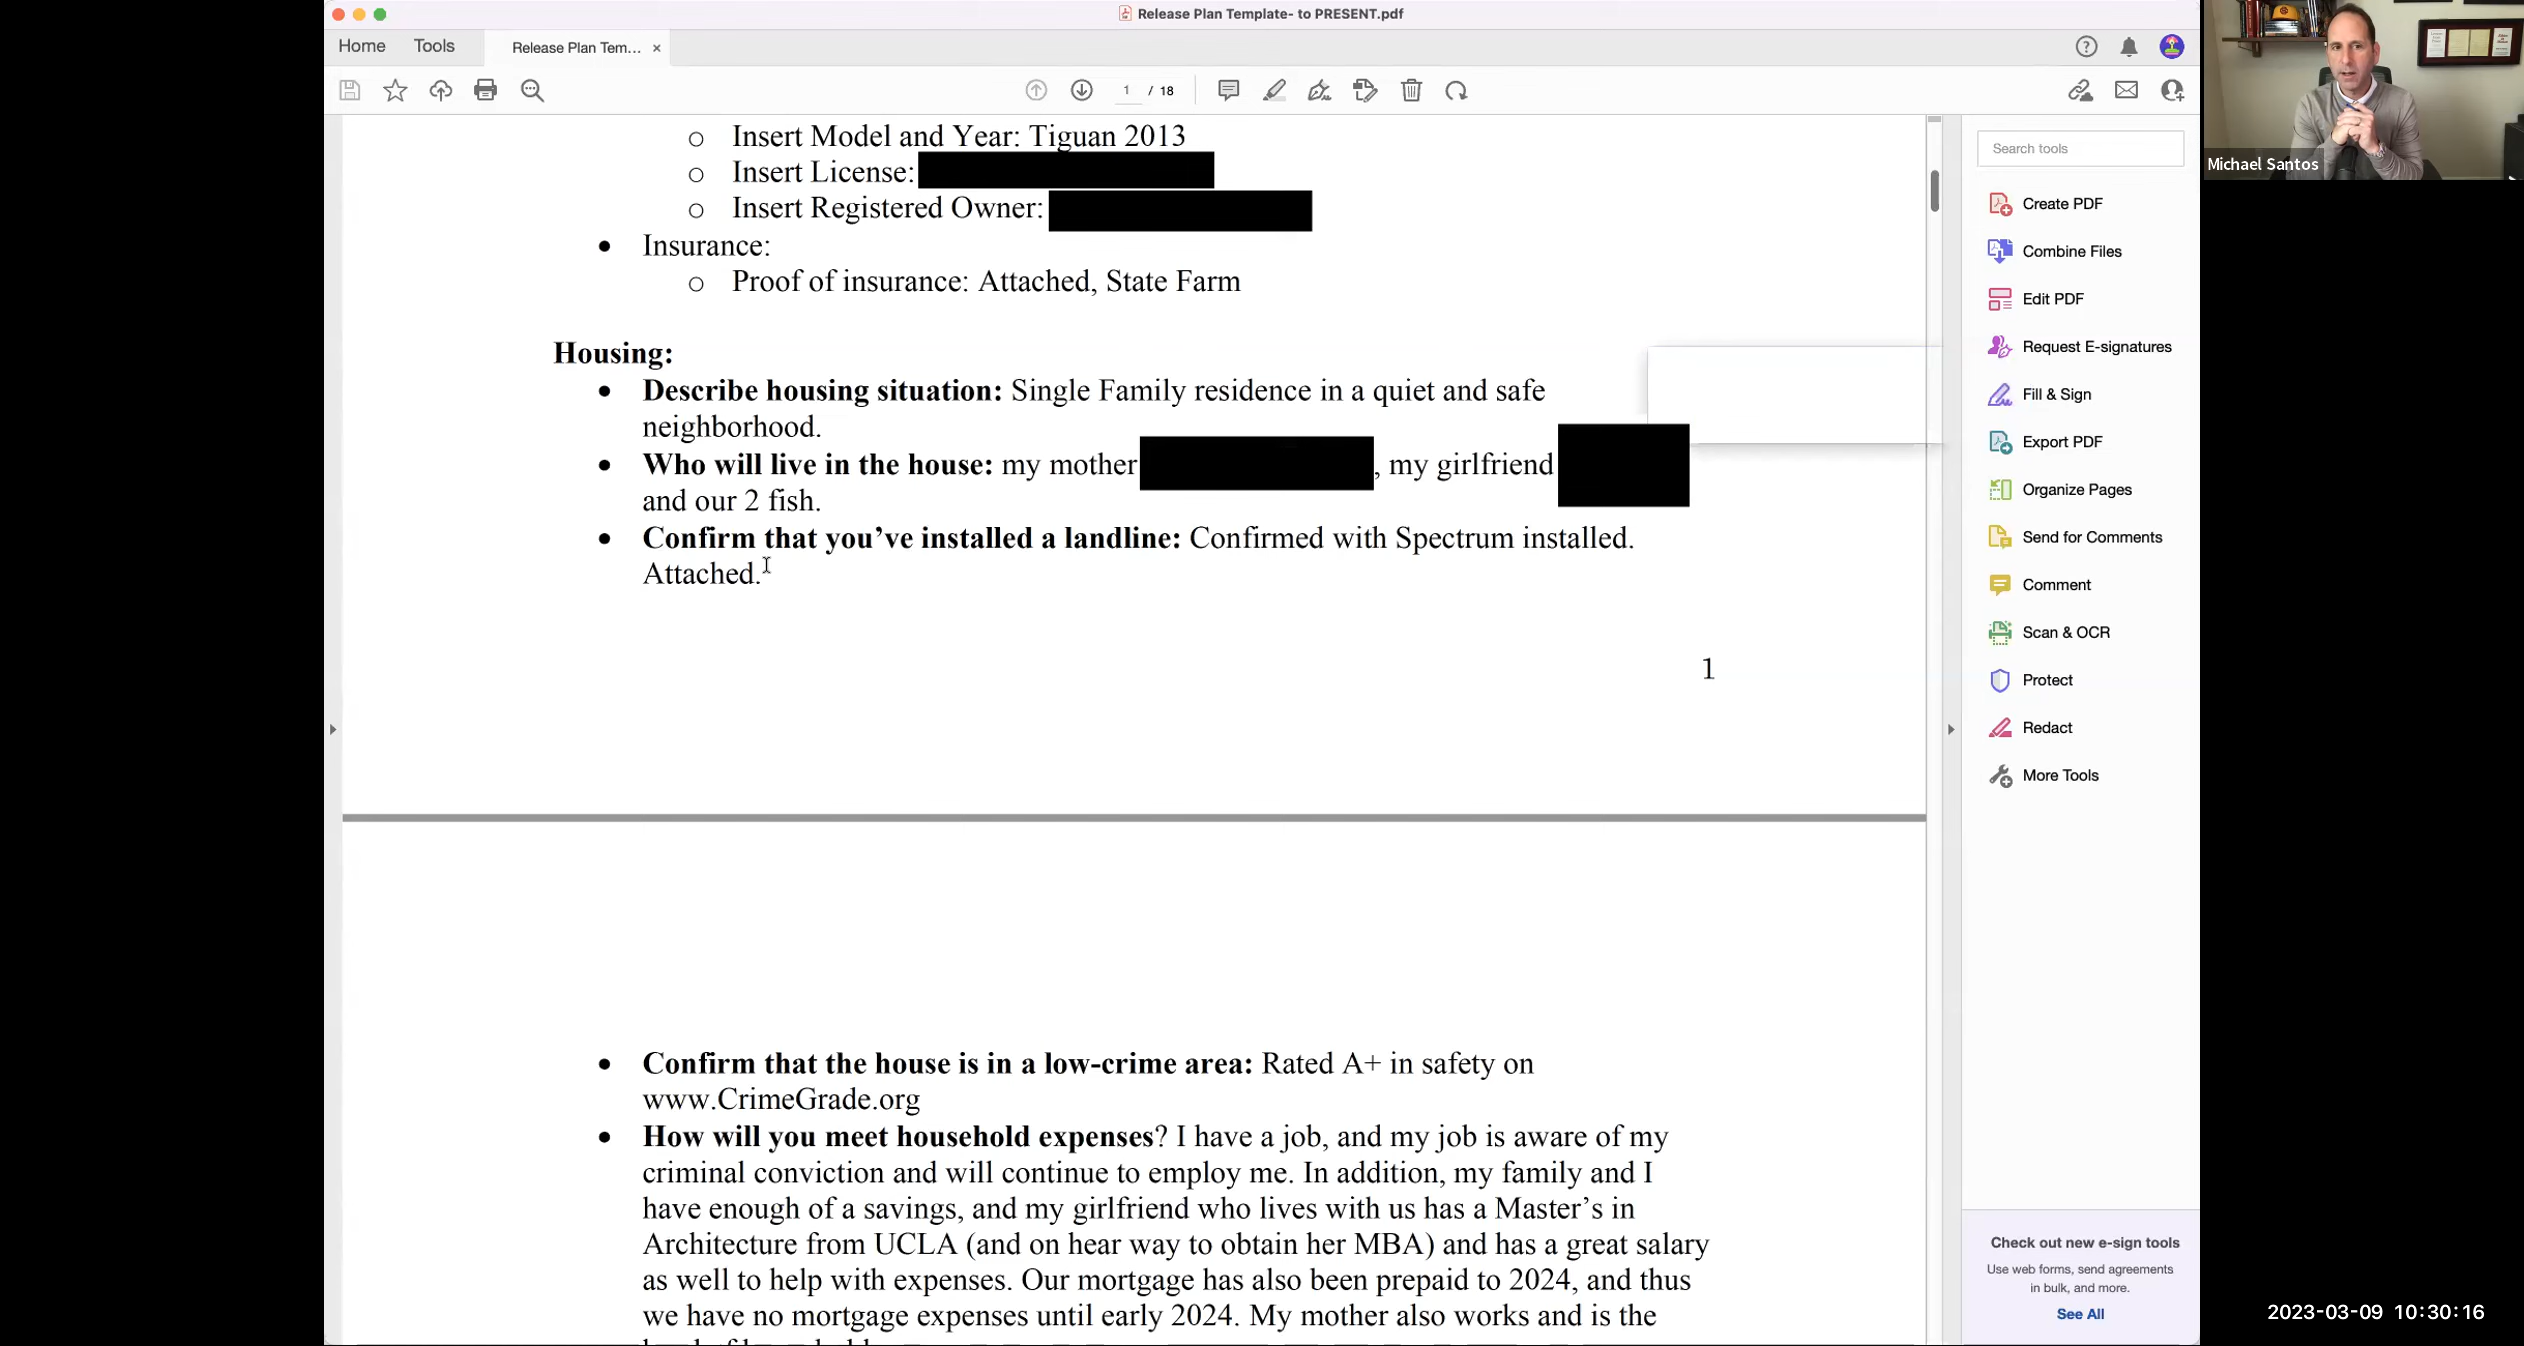 Release Plan Template- to PRESENT.pdf
Home
Tools
Release Plan Tem...
1 / 18
Michael Santos
Insert Model and Year: Tiguan 2013
Insert License:
Insert Registered Owner:
Insurance:
Proof of insurance: Attached, State Farm
Housing:
Describe housing situation: Single Family residence in a quiet and safe
neighborhood.
Who will live in the house: my mother , my girlfriend
and our 2 fish.
Confirm that you’ve installed a landline: Confirmed with Spectrum installed.
Attached.
1
Confirm that the house is in a low-crime area: Rated A+ in safety on
www.CrimeGrade.org
How will you meet household expenses? I have a job, and my job is aware of my
criminal conviction and will continue to employ me. In addition, my family and I
have enough of a savings, and my girlfriend who lives with us has a Master’s in
Architecture from UCLA (and on hear way to obtain her MBA) and has a great salary
as well to help with expenses. Our mortgage has also been prepaid to 2024, and thus
we have no mortgage expenses until early 2024. My mother also works and is the
Search tools
Create PDF
Combine Files
Edit PDF
Request E-signatures
Fill & Sign
Export PDF
Organize Pages
Send for Comments
Comment
Scan & OCR
Protect
Redact
More Tools
Check out new e-sign tools
Use web forms, send agreements
in bulk, and more.
See All
2023-03-09 10:30:16